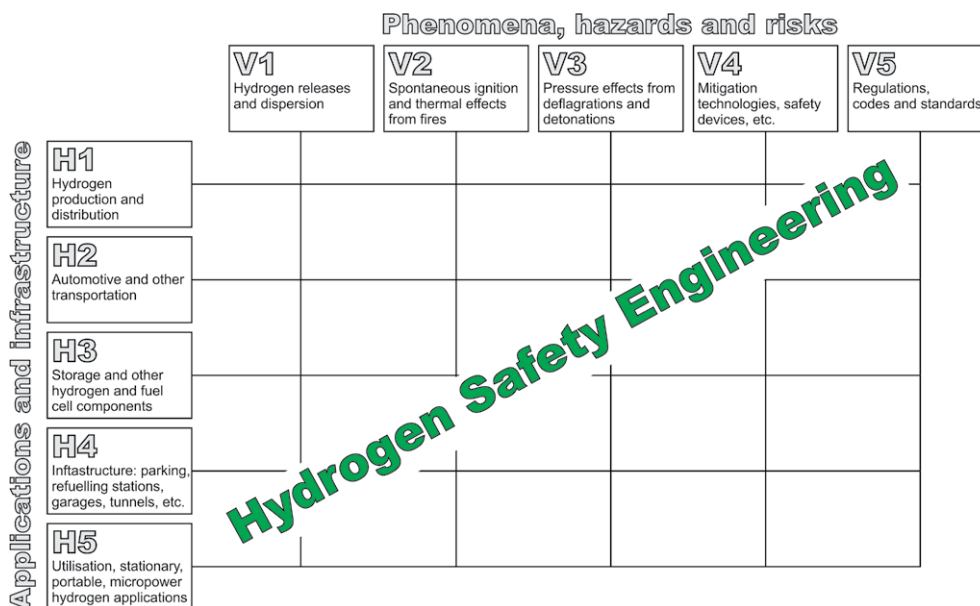 Phenomena, hazards and risks
V1
Hydrogen releases
and dispersion
V2
Spontaneous ignition
and thermal effects
from fires
V3
Pressure effects from
deflagrations and
detonations
V4
Mitigation
technologies, safety
devices, etc.
V5
Regulations,
codes and standards
Applications and infrastructure
H1
Hydrogen
production and
distribution
H2
Automotive and other
transportation
H3
Storage and other
hydrogen and fuel
cell components
H4
Inftastructure: parking,
refuelling stations,
garages, tunnels, etc.
H5
Utilisation, stationary,
portable, micropower
hydrogen applications
Hydrogen Safety Engineering